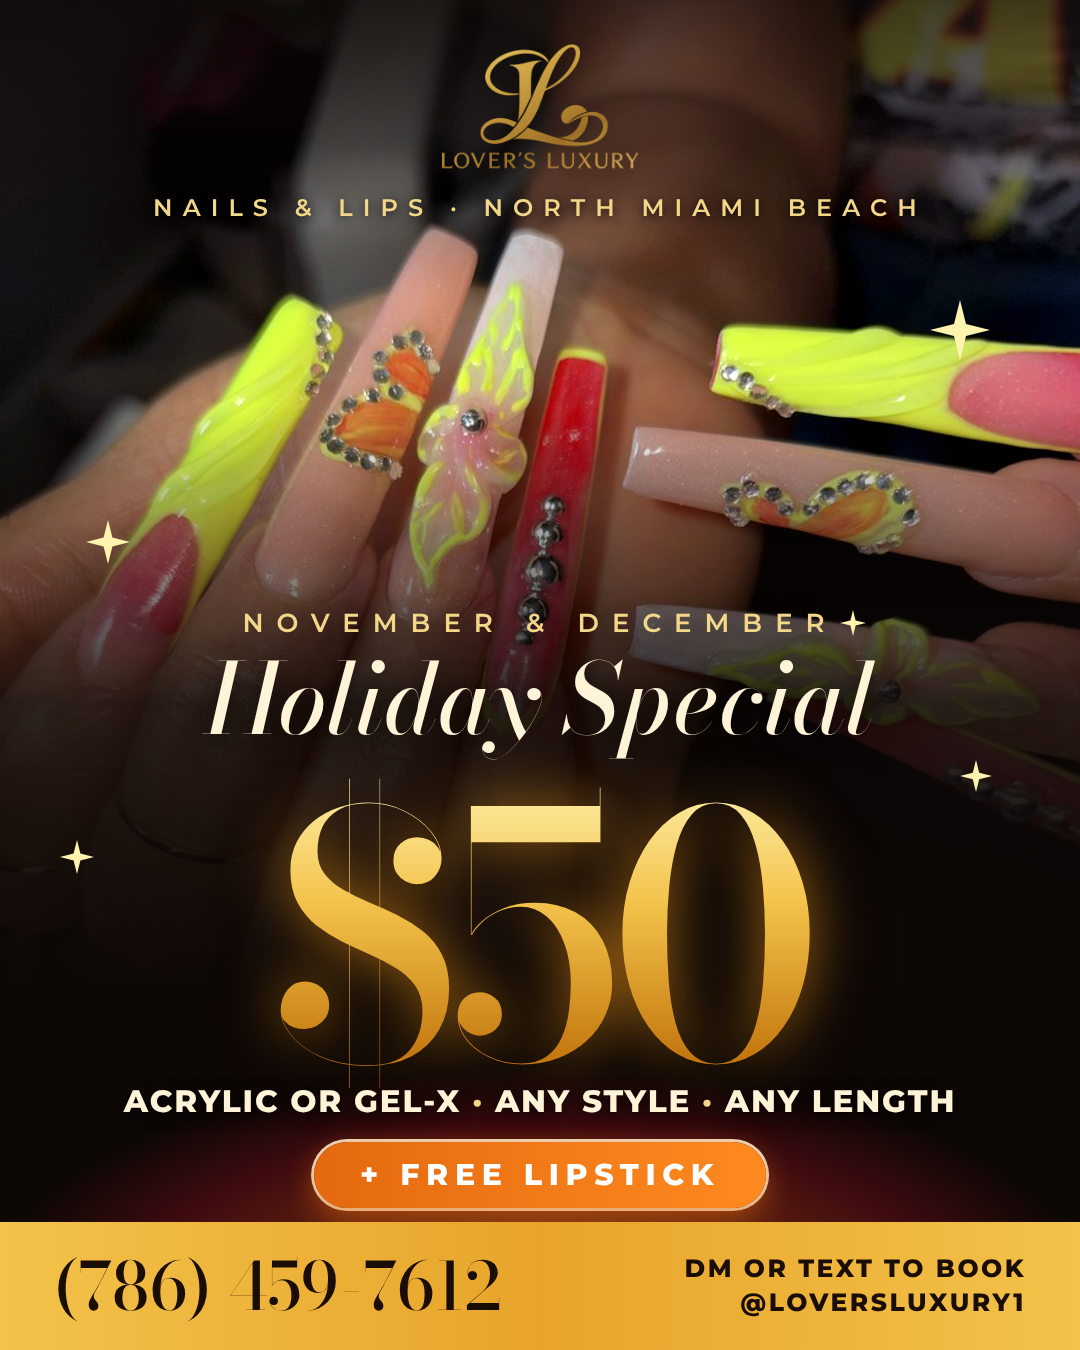 L
LOVER'S LUXURY
NAILS & LIPS · NORTH MIAMI BEACH
NOVEMBER & DECEMBER
Holiday Special
$50
ACRYLIC OR GEL-X · ANY STYLE · ANY LENGTH
+ FREE LIPSTICK
(786) 459-7612
DM OR TEXT TO BOOK
@LOVERSLUXURY1